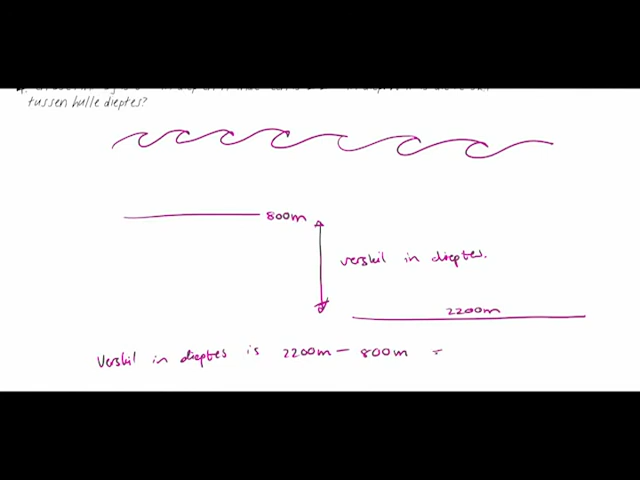 tussen hulle dieptes?
800m
verskil in dieptes.
2200m
Verskil in dieptes is 2200m - 800m =